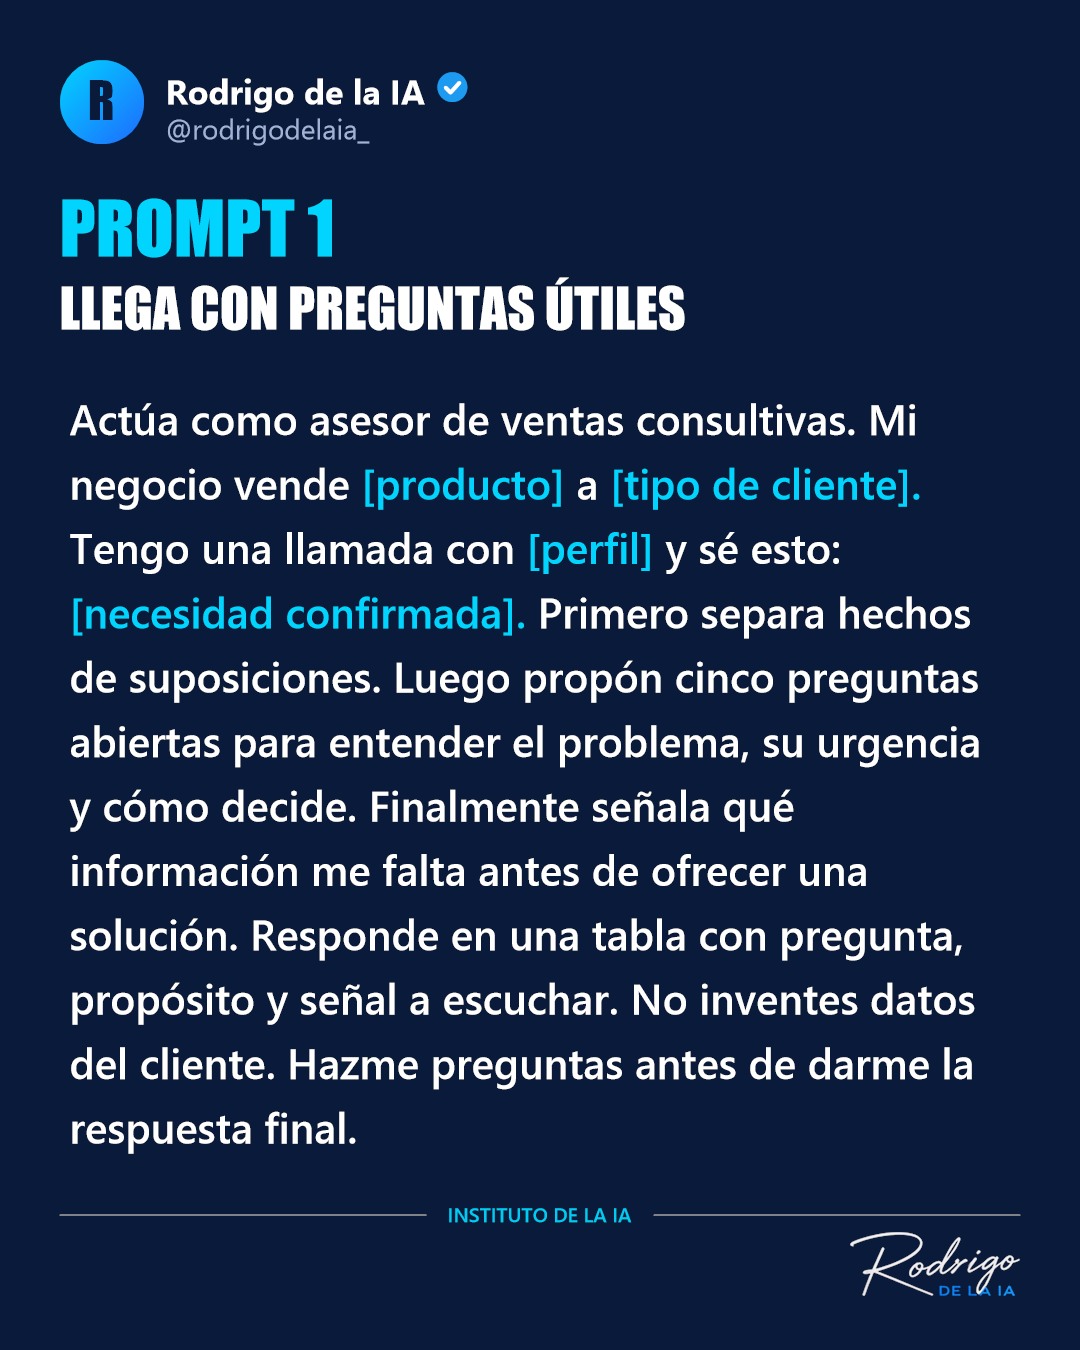 R
Rodrigo de la IA
@rodrigodelaia_
PROMPT 1
LLEGA CON PREGUNTAS ÚTILES
Actúa como asesor de ventas consultivas. Mi
negocio vende [producto] a [tipo de cliente].
Tengo una llamada con [perfil] y sé esto:
[necesidad confirmada]. Primero separa hechos
de suposiciones. Luego propón cinco preguntas
abiertas para entender el problema, su urgencia
y cómo decide. Finalmente señala qué
información me falta antes de ofrecer una
solución. Responde en una tabla con pregunta,
propósito y señal a escuchar. No inventes datos
del cliente. Hazme preguntas antes de darme la
respuesta final.
INSTITUTO DE LA IA
Rodrigo
DE LA IA